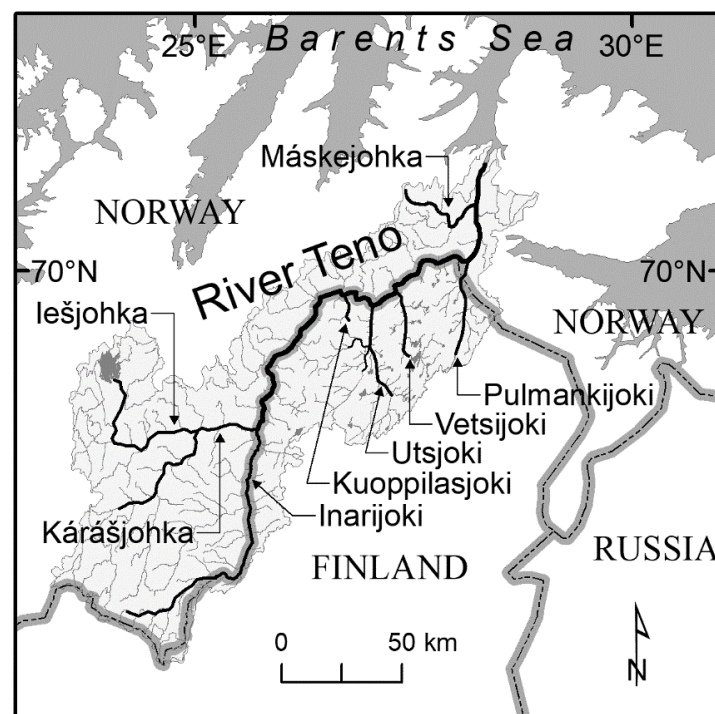 25°E
Barents Sea
30°E
Máskejohka
NORWAY
River Teno
70°N
70°N
Iešjohka
NORWAY
Pulmankijoki
Vetsijoki
Utsjoki
Kuoppilasjoki
Kárášjohka
Inarijoki
FINLAND
RUSSIA
0 50 km
N